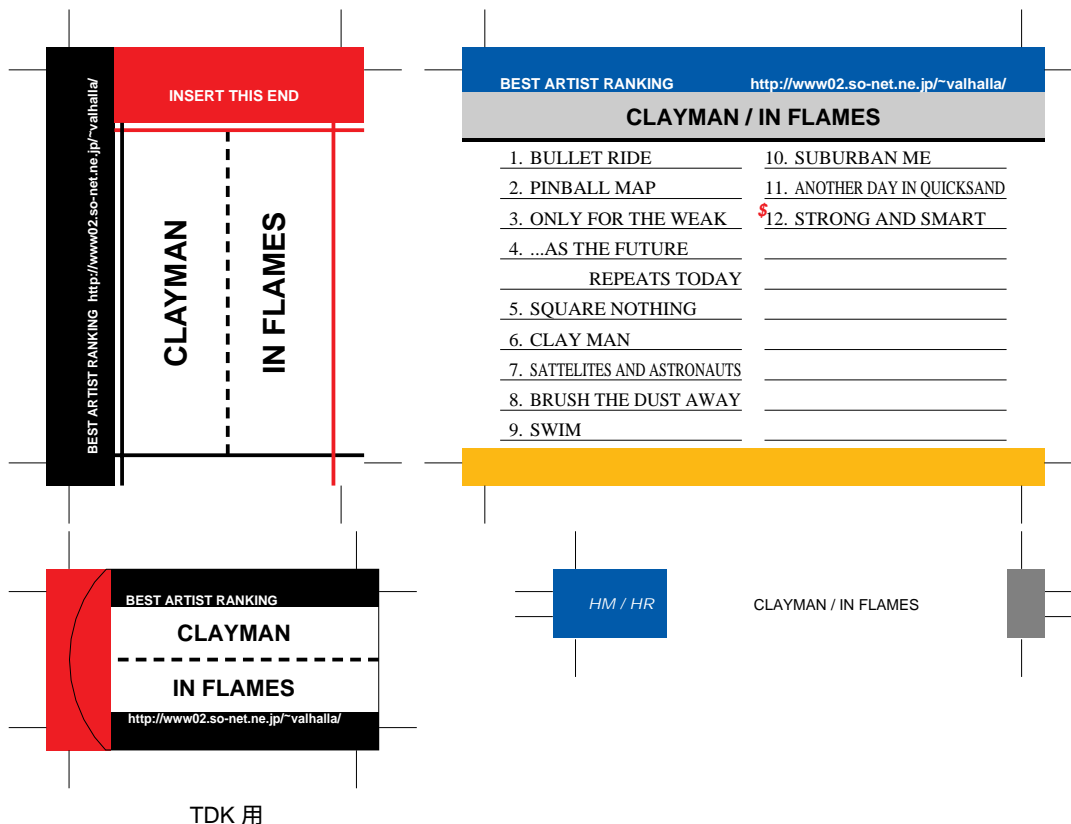 INSERT THIS END
BEST ARTIST RANKING http://www02.so-net.ne.jp/~valhalla/
CLAYMAN
IN FLAMES
BEST ARTIST RANKING http://www02.so-net.ne.jp/~valhalla/
CLAYMAN / IN FLAMES
1. BULLET RIDE
2. PINBALL MAP
3. ONLY FOR THE WEAK
4. ...AS THE FUTURE
REPEATS TODAY
5. SQUARE NOTHING
6. CLAY MAN
7. SATTELITES AND ASTRONAUTS
8. BRUSH THE DUST AWAY
9. SWIM
10. SUBURBAN ME
11. ANOTHER DAY IN QUICKSAND
$12. STRONG AND SMART
BEST ARTIST RANKING
CLAYMAN
IN FLAMES
http://www02.so-net.ne.jp/~valhalla/
TDK 用
HM / HR
CLAYMAN / IN FLAMES